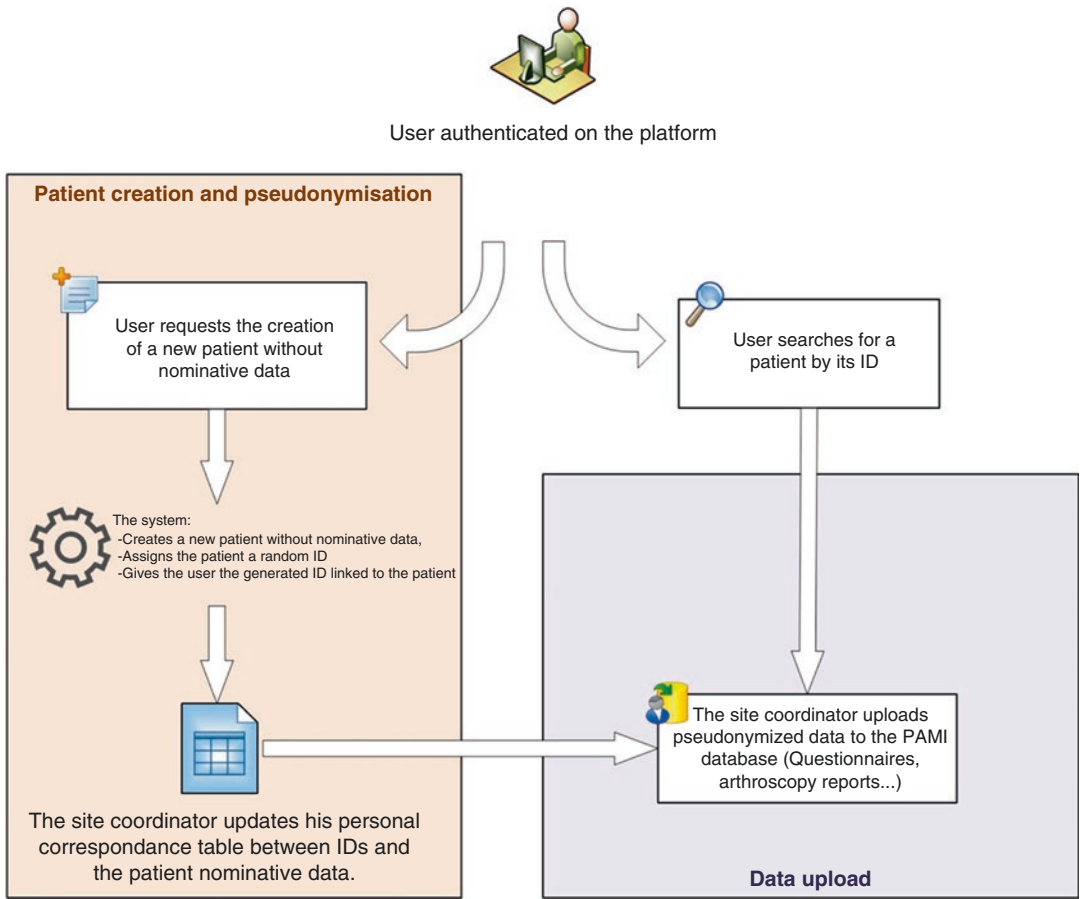 User authenticated on the platform
Patient creation and pseudonymisation
User requests the creation
of a new patient without
nominative data
User searches for a
patient by its ID
The system:
-Creates a new patient without nominative data,
-Assigns the patient a random ID
-Gives the user the generated ID linked to the patient
The site coordinator updates his personal
correspondance table between IDs and
the patient nominative data.
The site coordinator uploads
pseudonymized data to the PAMI
database (Questionnaires,
arthroscopy reports...)
Data upload